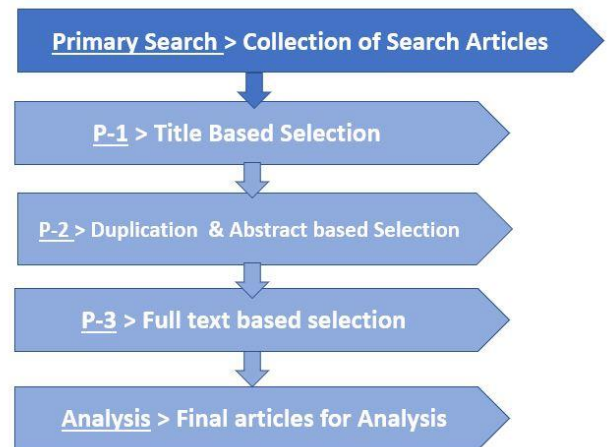 Primary Search > Collection of Search Articles
P-1 > Title Based Selection
P-2 > Duplication & Abstract based Selection
P-3 > Full text based selection
Analysis > Final articles for Analysis